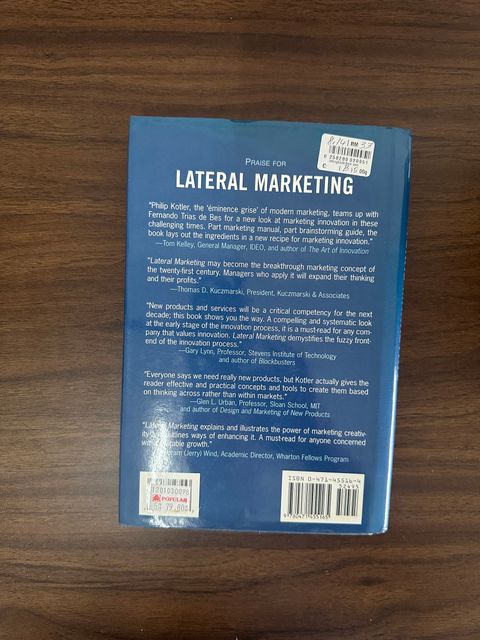 PRAISE FOR
LATERAL MARKETING
"Philip Kotler, the 'éminence grise' of modern marketing, teams up with
Fernando Trias de Bes for a new look at marketing innovation in these
challenging times. Part marketing manual, part brainstorming guide, the
book lays out the ingredients in a new recipe for marketing innovation."
—Tom Kelley, General Manager, IDEO, and author of The Art of Innovation
"Lateral Marketing may become the breakthrough marketing concept of
the twenty-first century. Managers who apply it will expand their thinking
and their profits."
—Thomas D. Kuczmarski, President, Kuczmarski & Associates
"New products and services will be a critical competency for the next
decade; this book shows you the way. A compelling and systematic look
at the early stage of the innovation process, it is a must-read for any com-
pany that values innovation. Lateral Marketing demystifies the fuzzy front-
end of the innovation process."
—Gary Lynn, Professor, Stevens Institute of Technology
and author of Blockbusters
"Everyone says we need really new products, but Kotler actually gives the
reader effective and practical concepts and tools to create them based
on thinking across rather than within markets."
—Glen L. Urban, Professor, Sloan School, MIT
and author of Design and Marketing of New Products
"Lateral Marketing explains and illustrates the power of marketing creativ-
outlines ways of enhancing it. A must-read for anyone concerned
growth."
(Jerry) Wind, Academic Director, Wharton Fellows Program
RM 33
POPULAR
ISBN 0-471-45516-4
52495
9 780471 455165